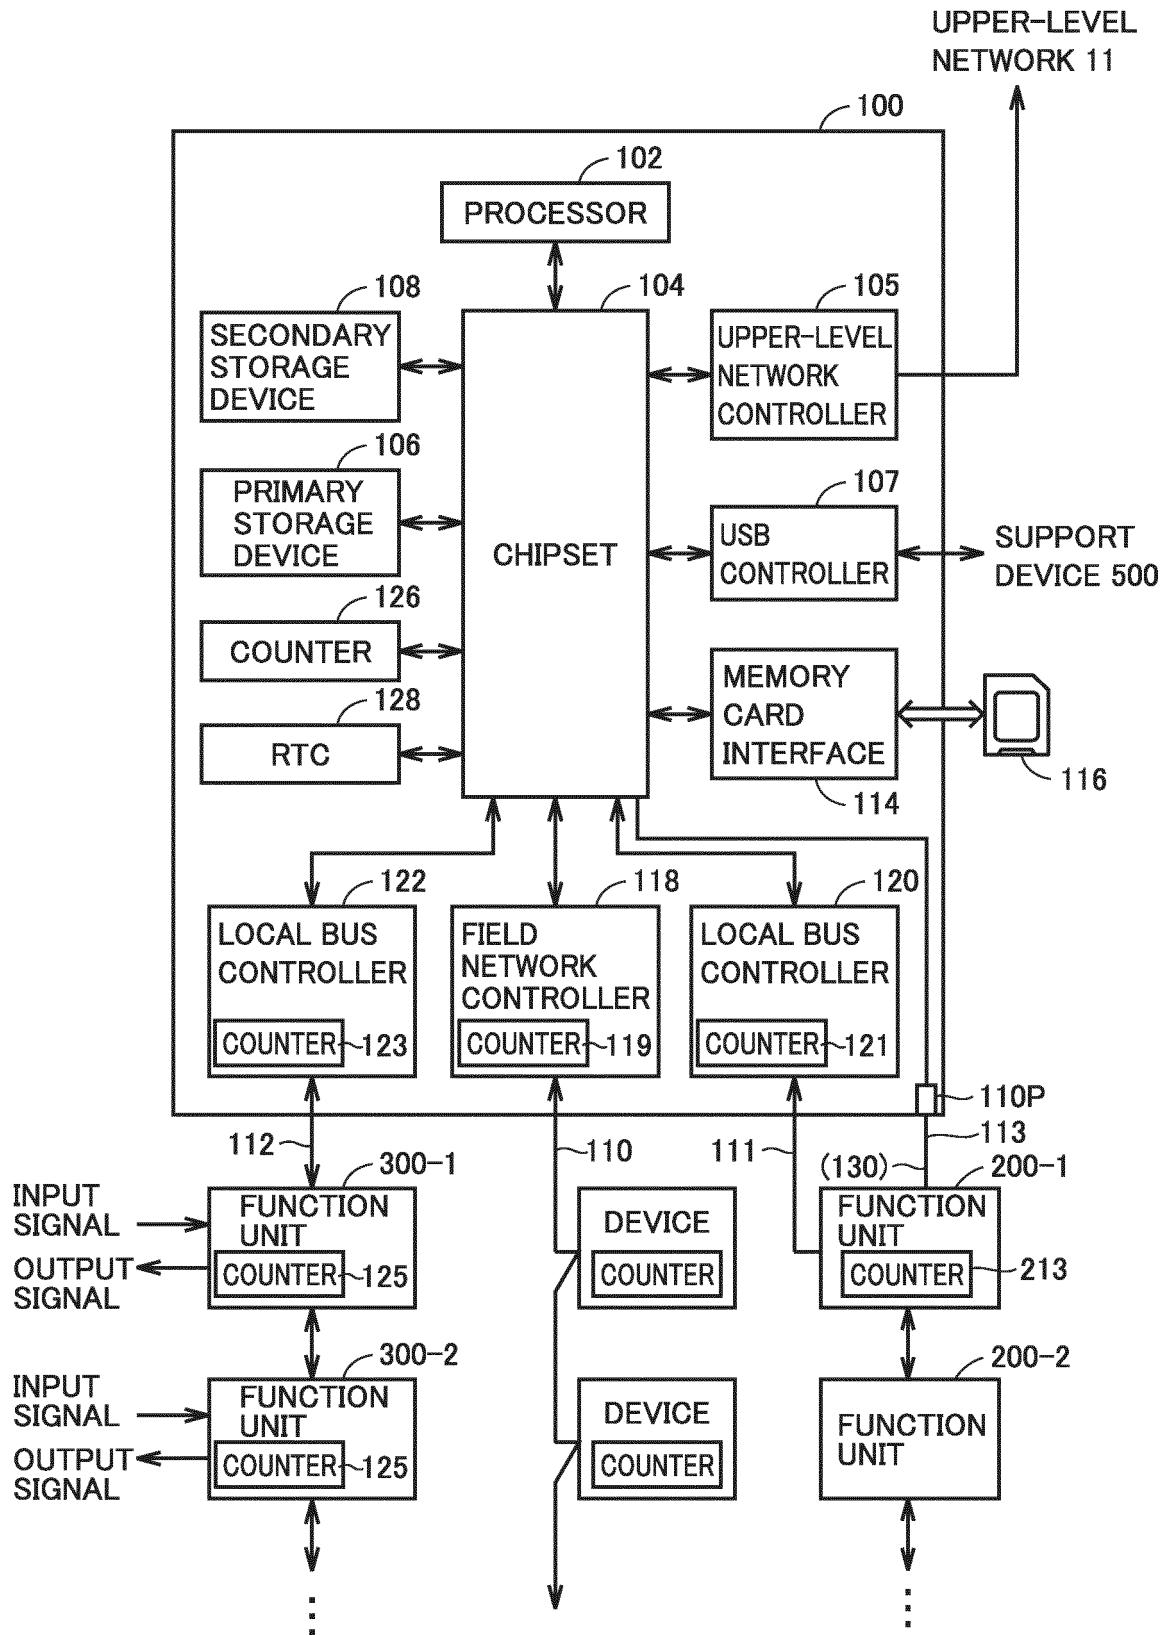 UPPER-LEVEL
NETWORK 11
100
102
PROCESSOR
108
104
105
SECONDARY
STORAGE
DEVICE
UPPER-LEVEL
NETWORK
CONTROLLER
106
107
PRIMARY
STORAGE
DEVICE
CHIPSET
USB
CONTROLLER
SUPPORT
DEVICE 500
126
COUNTER
MEMORY
CARD
INTERFACE
128
RTC
114
116
122
118
120
LOCAL BUS
CONTROLLER
COUNTER
123
FIELD
NETWORK
CONTROLLER
COUNTER
119
LOCAL BUS
CONTROLLER
COUNTER
121
110P
112
110
111
113
(130)
300-1
200-1
INPUT
SIGNAL
OUTPUT
SIGNAL
FUNCTION
UNIT
COUNTER
125
DEVICE
COUNTER
FUNCTION
UNIT
COUNTER
213
300-2
200-2
INPUT
SIGNAL
OUTPUT
SIGNAL
FUNCTION
UNIT
COUNTER
125
DEVICE
COUNTER
FUNCTION
UNIT